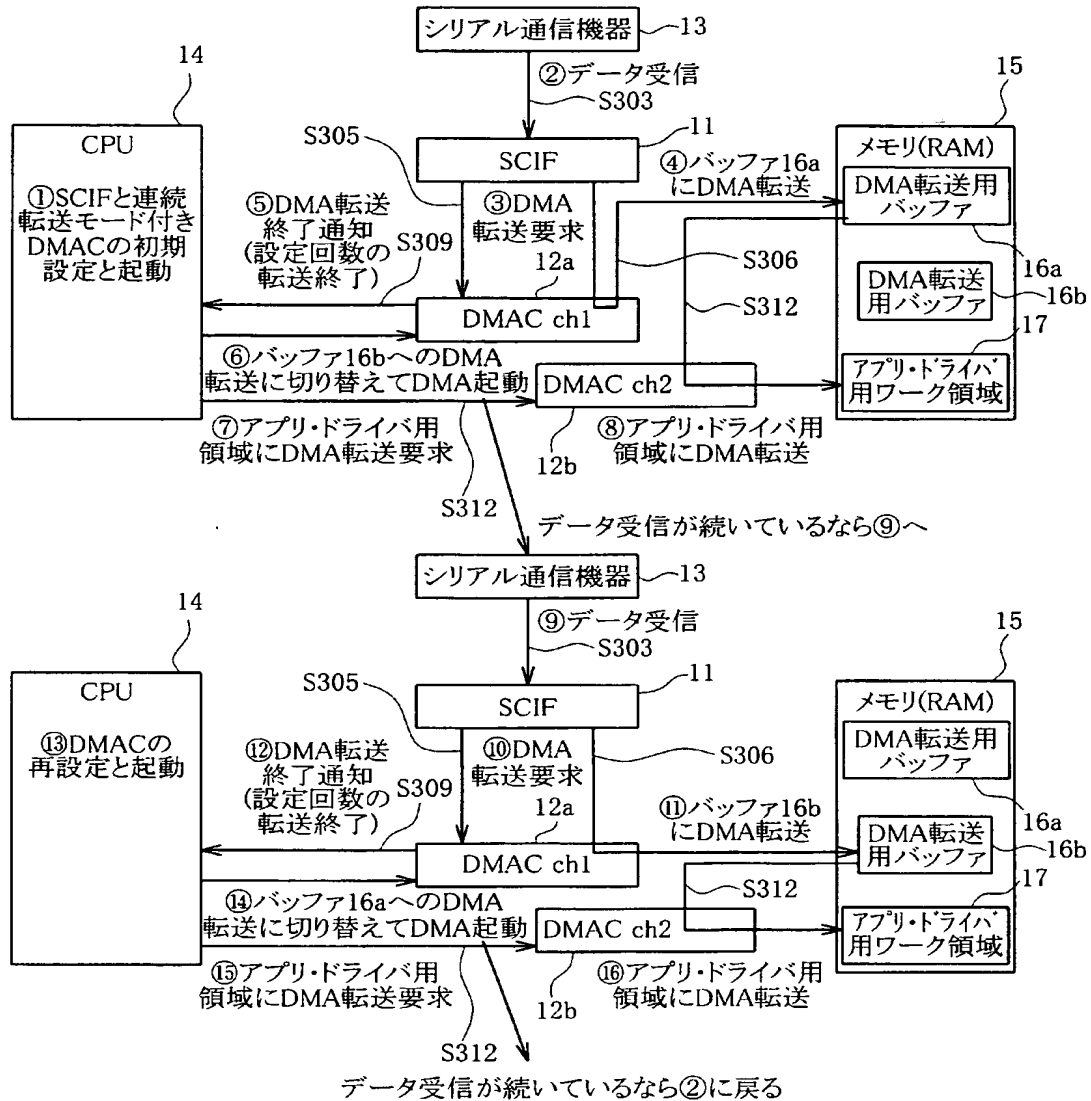 シリアル通信機器
13
②データ受信
S303
14
CPU
①SCIFと連続
転送モード付き
DMACの初期
設定と起動
S305
11
SCIF
15
メモリ(RAM)
④バッファ16a
にDMA転送
DMA転送用
バッファ
16a
⑤DMA転送
終了通知
(設定回数の
転送終了)
S309
③DMA
転送要求
12a
S306
S312
DMA転送
用バッファ
16b
17
DMAC ch1
⑥バッファ16bへのDMA
転送に切り替えてDMA起動
DMAC ch2
アプリ・ドライバ
用ワーク領域
⑦アプリ・ドライバ用
領域にDMA転送要求
12b
⑧アプリ・ドライバ用
領域にDMA転送
S312
データ受信が続いているなら⑨へ
シリアル通信機器
13
⑨データ受信
S303
14
CPU
⑬DMACの
再設定と起動
S305
11
SCIF
15
メモリ(RAM)
DMA転送用
バッファ
16a
⑫DMA転送
終了通知
(設定回数の
転送終了)
S309
⑩DMA
転送要求
12a
S306
⑪バッファ16b
にDMA転送
DMA転送
用バッファ
16b
DMAC ch1
S312
17
⑭バッファ16aへのDMA
転送に切り替えてDMA起動
DMAC ch2
アプリ・ドライバ
用ワーク領域
⑮アプリ・ドライバ用
領域にDMA転送要求
12b
⑯アプリ・ドライバ用
領域にDMA転送
S312
データ受信が続いているなら②に戻る